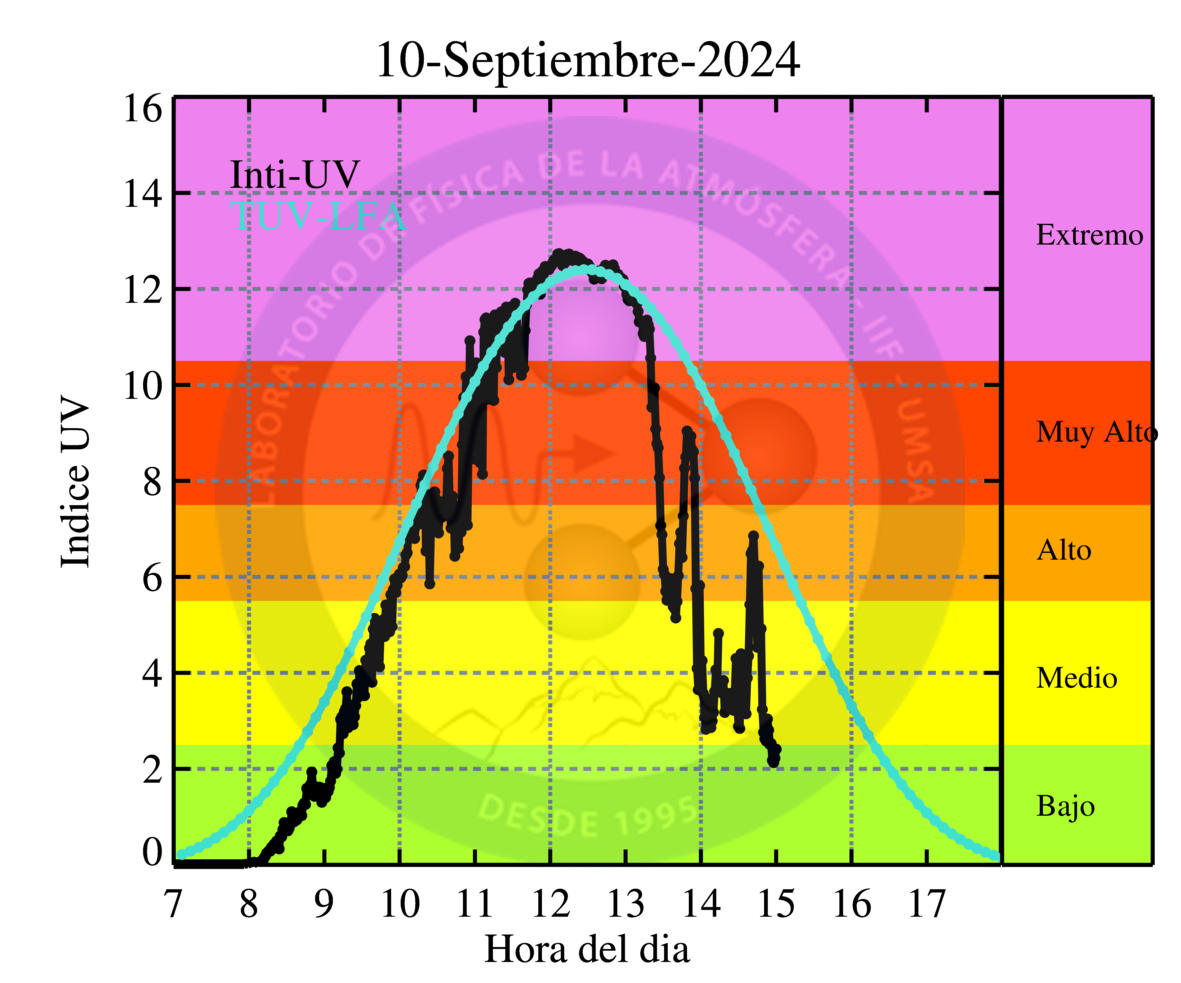 10-Septiembre-2024
Indice UV
16
14
12
10
8
6
4
2
0
Inti-UV
TUV-LFA
LABORATORIO DE FÍSICA DE LA ATMÓSFERA - IIF - UMSA
DESDE 1995
Extremo
Muy Alto
Alto
Medio
Bajo
7 8 9 10 11 12 13 14 15 16 17
Hora del dia